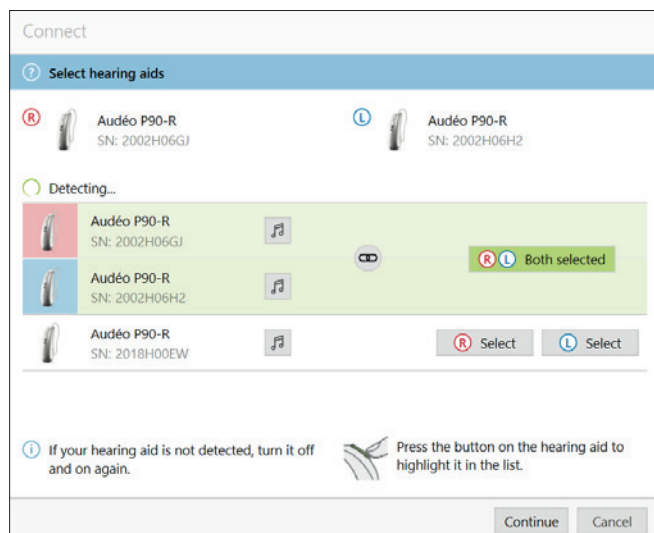 Connect
? Select hearing aids
R Audéo P90-R
SN: 2002H06GJ
L Audéo P90-R
SN: 2002H06H2
Detecting...
Audéo P90-R
SN: 2002H06GJ
Audéo P90-R
SN: 2002H06H2
R L Both selected
Audéo P90-R
SN: 2018H00EW
R Select
L Select
i If your hearing aid is not detected, turn it off
and on again.
Press the button on the hearing aid to
highlight it in the list.
Continue
Cancel